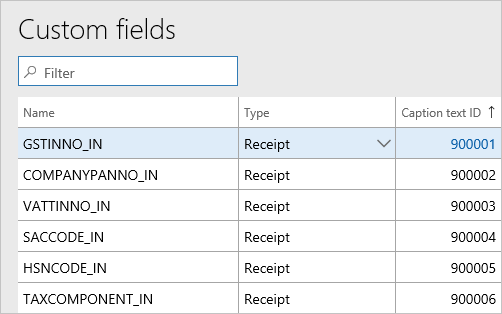 Custom fields
Filter
Name Type Caption text ID
GSTINNO_IN Receipt 900001
COMPANYPANNO_IN Receipt 900002
VATTINNO_IN Receipt 900003
SACCODE_IN Receipt 900004
HSNCODE_IN Receipt 900005
TAXCOMPONENT_IN Receipt 900006